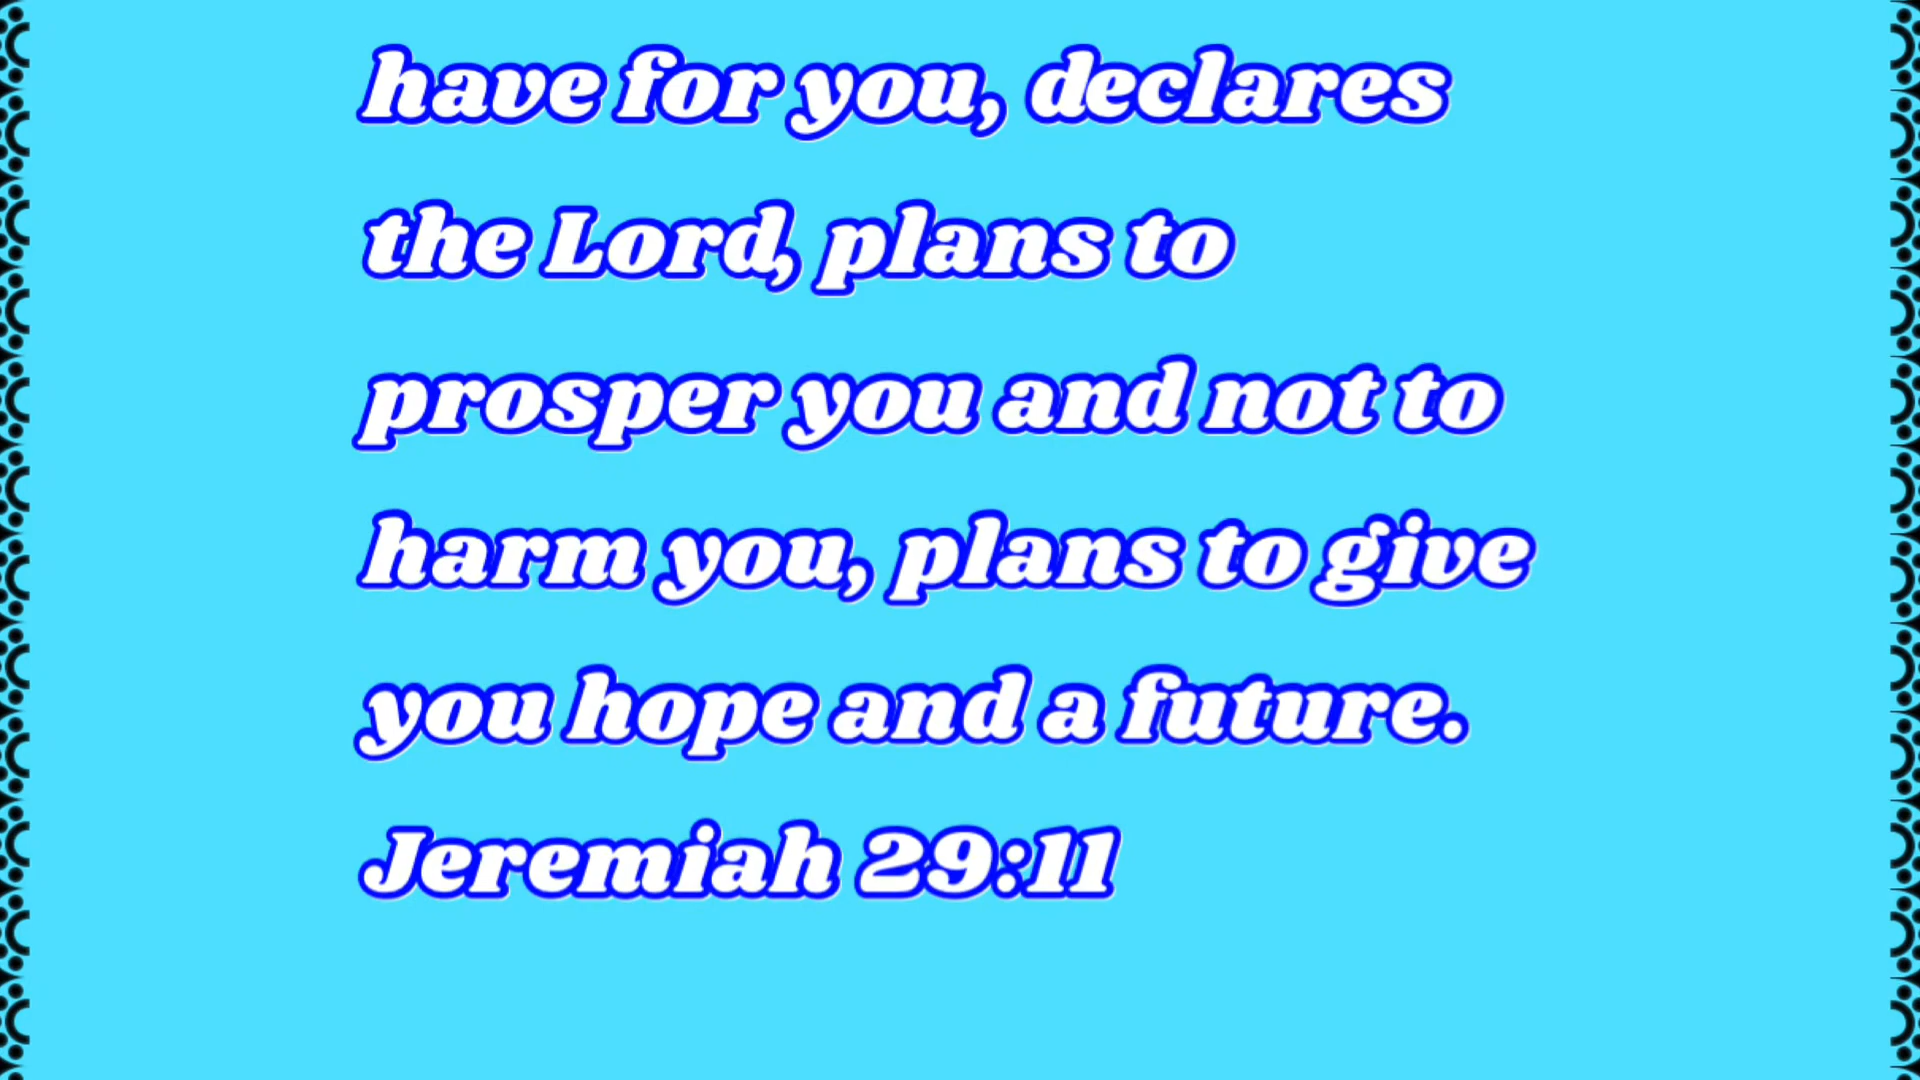 have for you, declares
the Lord, plans to
prosper you and not to
harm you, plans to give
you hope and a future.
Jeremiah 29:11